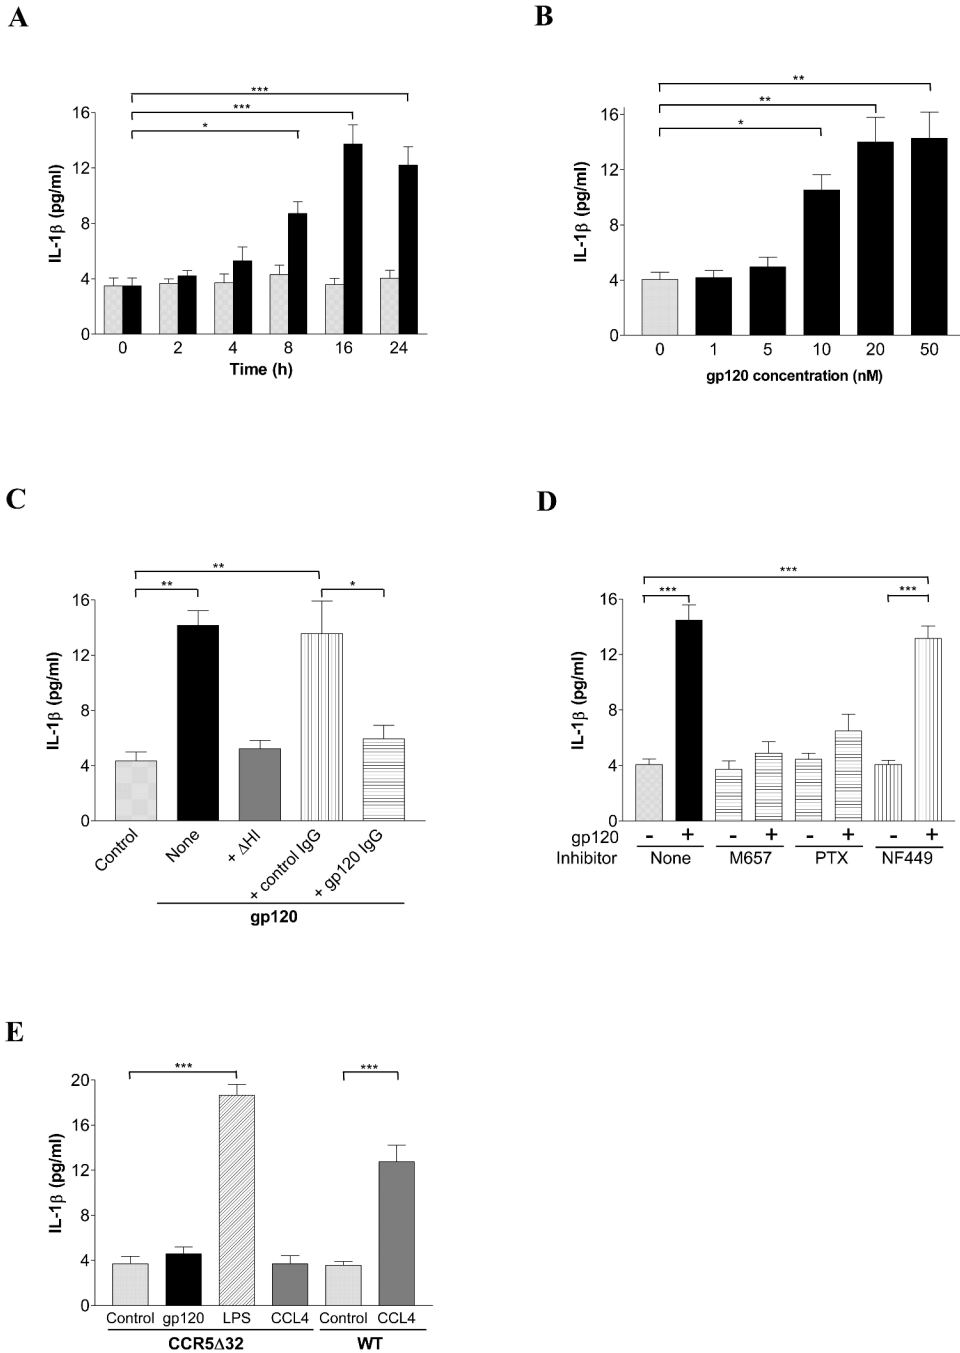 A
***
***
*
16
12
8
4
0
IL-1β (pg/ml)
0 2 4 8 16 24
Time (h)
B
**
**
*
16
12
8
4
0
IL-1β (pg/ml)
0 1 5 10 20 50
gp120 concentration (nM)
C
**
**
*
16
12
8
4
0
IL-1β (pg/ml)
Control
None
+ ΔHI
+ control IgG
+ gp120 IgG
gp120
D
***
***
***
16
12
8
4
0
IL-1β (pg/ml)
gp120 - + - + - + - +
Inhibitor None M657 PTX NF449
E
***
***
20
16
12
8
4
0
IL-1β (pg/ml)
Control gp120 LPS CCL4 Control CCL4
CCR5Δ32 WT